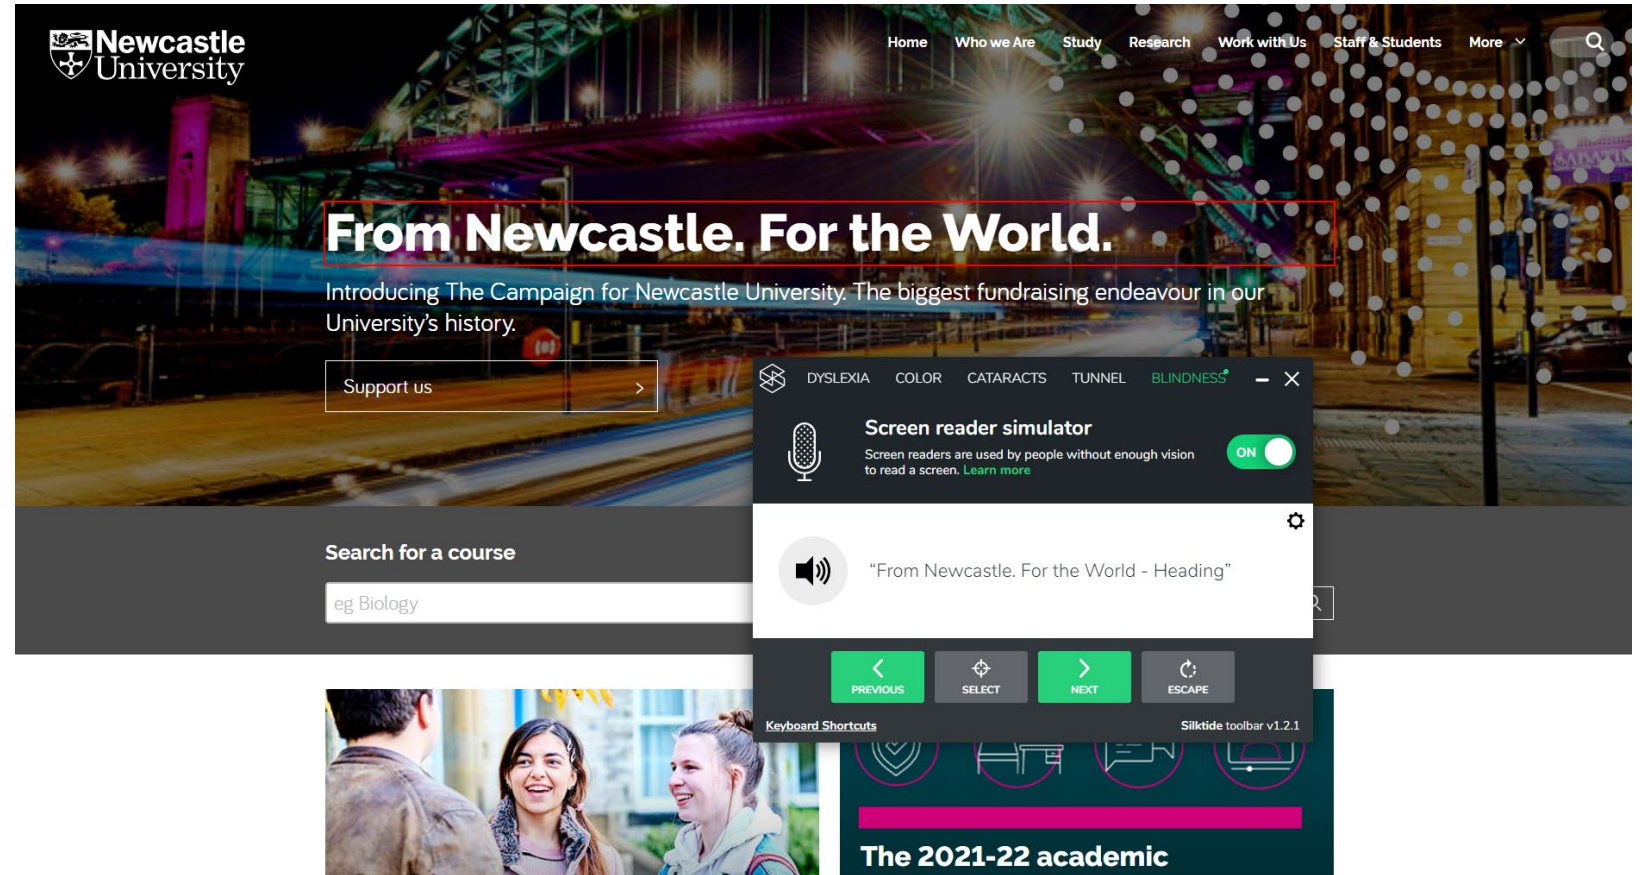 Newcastle
University
Home Who we Are Study Research Work with Us Staff & Students More
From Newcastle. For the World.
Introducing The Campaign for Newcastle University. The biggest fundraising endeavour in our
University's history.
Support us
DYSLEXIA COLOR CATARACTS TUNNEL BLINDNESS
Screen reader simulator
Screen readers are used by people without enough vision
to read a screen. Learn more
ON
“From Newcastle. For the World - Heading”
PREVIOUS SELECT NEXT ESCAPE
Keyboard Shortcuts Silktide toolbar v1.2.1
Search for a course
eg Biology
The 2021-22 academic